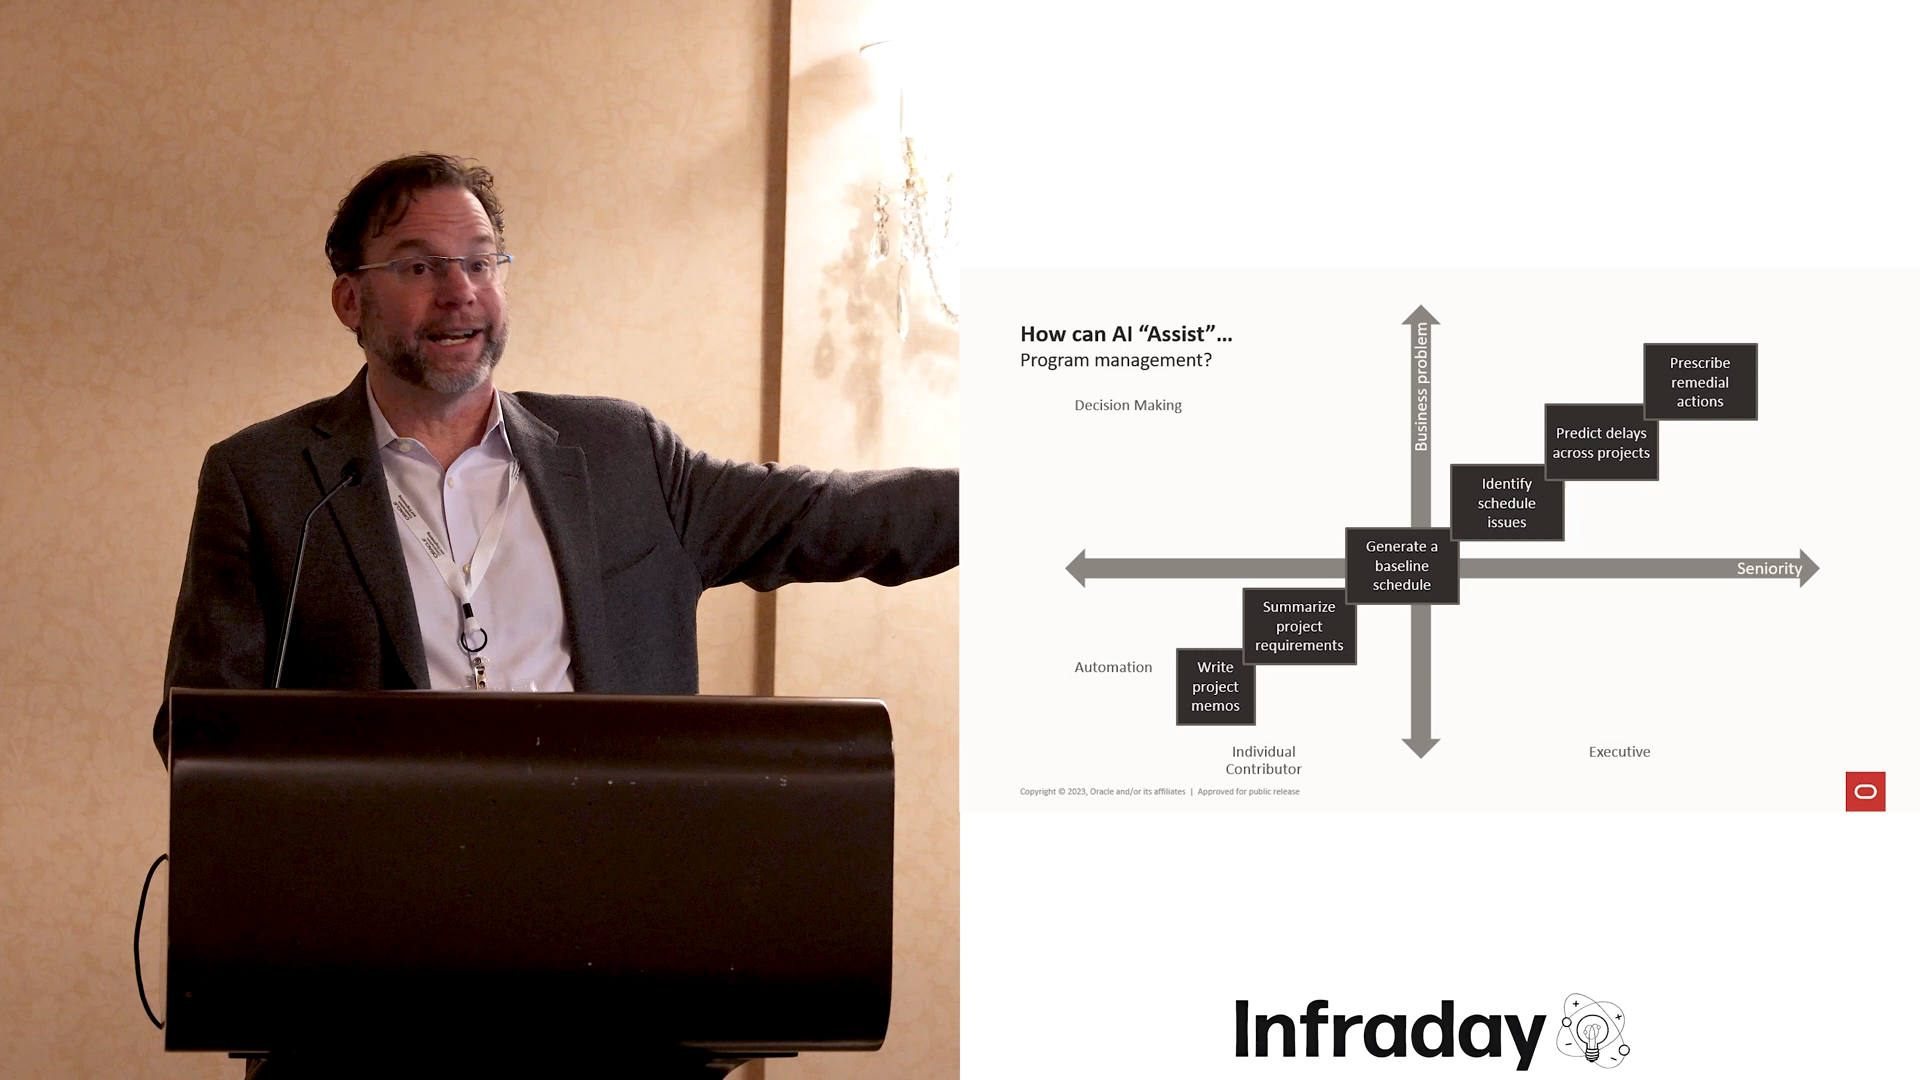 How can AI “Assist”...
Program management?
Decision Making
Business problem
Prescribe
remedial
actions
Predict delays
across projects
Identify
schedule
issues
Generate a
baseline
schedule
Seniority
Summarize
project
requirements
Automation
Write
project
memos
Individual
Contributor
Executive
Copyright © 2023, Oracle and/or its affiliates | Approved for public release
Infraday